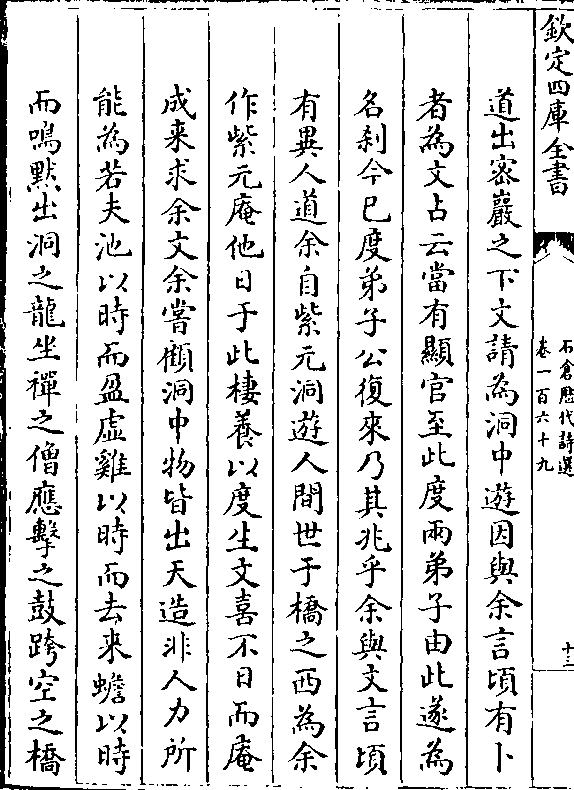 欽定四庫全書
石倉歷代詩選
卷一百六十九
十三
道出密巖之下文請為洞中遊因與余言頃有卜
者為文占云當有顯官至此度兩弟子由此遂為
名刹今已度弟子公復來乃其兆乎余與文言頃
有異人道余自紫元洞遊人間世于橋之西為余
作紫元庵他日于此棲養以度生文喜不日而庵
成来求余文余嘗顧洞中物皆出天造非人力所
能為若夫池以時而盈虛雞以時而去来蟾以時
而鳴㸃出洞之龍坐禪之僧應擊之鼓跨空之橋